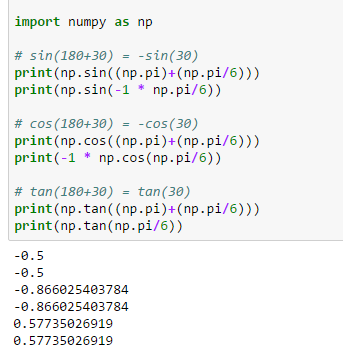 import numpy as np
# sin(180+30) = -sin(30)
print(np.sin((np.pi)+(np.pi/6)))
print(np.sin(-1 * np.pi/6))
# cos(180+30) = -cos(30)
print(np.cos((np.pi)+(np.pi/6)))
print(-1 * np.cos(np.pi/6))
# tan(180+30) = tan(30)
print(np.tan((np.pi)+(np.pi/6)))
print(np.tan(np.pi/6))
-0.5
-0.5
-0.866025403784
-0.866025403784
0.57735026919
0.57735026919